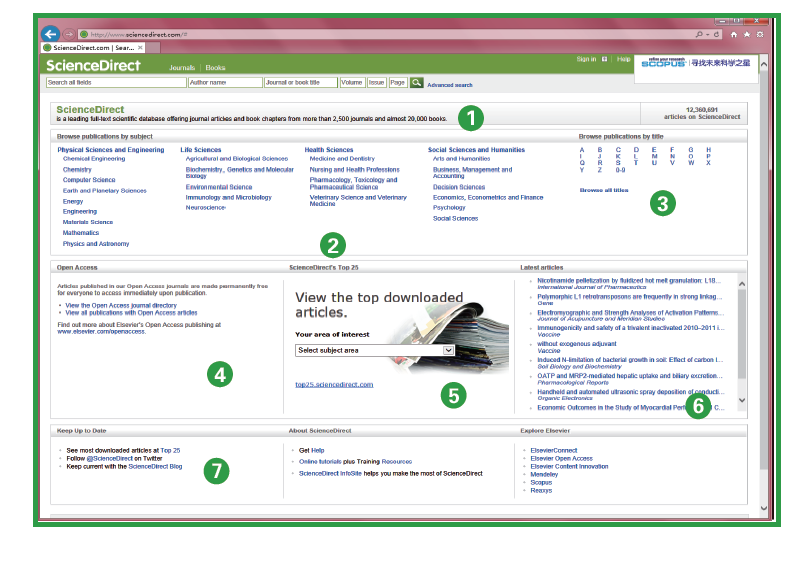 http://www.sciencedirect.com/#
ScienceDirect.com | Sear...
ScienceDirect
Journals | Books
Sign in
Help
SCOPUS 寻找未来科学之星
Search all fields
Author name
Journal or book title
Volume
Issue
Page
Advanced search
ScienceDirect
is a leading full-text scientific database offering journal articles and book chapters from more than 2,500 journals and almost 20,000 books.
1
12,360,691
articles on ScienceDirect
Browse publications by subject
Physical Sciences and Engineering
Chemical Engineering
Chemistry
Computer Science
Earth and Planetary Sciences
Energy
Engineering
Materials Science
Mathematics
Physics and Astronomy
Life Sciences
Agricultural and Biological Sciences
Biochemistry, Genetics and Molecular
Biology
Environmental Science
Immunology and Microbiology
Neuroscience
Health Sciences
Medicine and Dentistry
Nursing and Health Professions
Pharmacology, Toxicology and
Pharmaceutical Science
Veterinary Science and Veterinary
Medicine
2
Social Sciences and Humanities
Arts and Humanities
Business, Management and
Accounting
Decision Sciences
Economics, Econometrics and Finance
Psychology
Social Sciences
Browse publications by title
A B C D E F G H
I J K L M N O P
Q R S T U V W X
Y Z 0-9
Browse all titles
3
Open Access
Articles published in our Open Access journals are made permanently free
for everyone to access immediately upon publication.
View the Open Access journal directory
View all publications with Open Access articles
Find out more about Elsevier's Open Access publishing at
www.elsevier.com/openaccess.
4
ScienceDirect's Top 25
View the top downloaded
articles.
Your area of interest
Select subject area
top25.sciencedirect.com
5
Latest articles
Nicotinamide pelletization by fluidized hot melt granulation: L18...
International Journal of Pharmaceutics
Polymorphic L1 retrotransposons are frequently in strong linkag...
Gene
Electromyographic and Strength Analyses of Activation Patterns...
Journal of Acupuncture and Meridian Studies
Immunogenicity and safety of a trivalent inactivated 2010–2011 i...
Vaccine
without exogenous adjuvant
Vaccine
Induced N-limitation of bacterial growth in soil: Effect of carbon l...
Soil Biology and Biochemistry
OATP and MRP2-mediated hepatic uptake and biliary excretion...
Pharmacological Reports
Handheld and automated ultrasonic spray deposition of conducti...
Organic Electronics
Economic Outcomes in the Study of Myocardial C...
6
Keep Up to Date
See most downloaded articles at Top 25
Follow @ScienceDirect on Twitter
Keep current with the ScienceDirect Blog
7
About ScienceDirect
Get Help
Online tutorials plus Training Resources
ScienceDirect InfoSite helps you make the most of ScienceDirect
Explore Elsevier
ElsevierConnect
Elsevier Open Access
Elsevier Content Innovation
Mendeley
Scopus
Reaxys